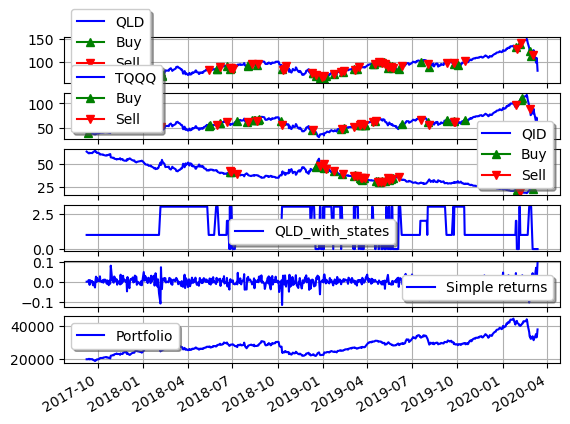 QLD
Buy
Sell
150
100
TQQQ
Buy
Sell
100
50
QID
Buy
Sell
50
25
2.5
0.0
QLD_with_states
0.1
0.0
−0.1
Simple returns
40000
20000
Portfolio
2017-10
2018-01
2018-04
2018-07
2018-10
2019-01
2019-04
2019-07
2019-10
2020-01
2020-04